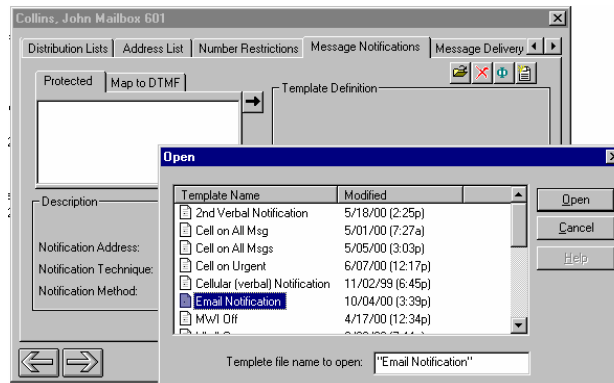 Collins, John Mailbox 601
Distribution Lists Address List Number Restrictions Message Notifications Message Delivery
Protected Map to DTMF
Template Definition
Description
Notification Address:
Notification Technique:
Notification Method:
Open
Template Name Modified
2nd Verbal Notification 5/18/00 (2:25p)
Cell on All Msg 5/01/00 (7:27a)
Cell on All Msgs 5/05/00 (3:03p)
Cell on Urgent 6/07/00 (12:17p)
Cellular (verbal) Notification 11/02/99 (6:45p)
Email Notification 10/04/00 (3:39p)
MWI Off 4/17/00 (12:34p)
Open
Cancel
Help
Templete file name to open: "Email Notification"